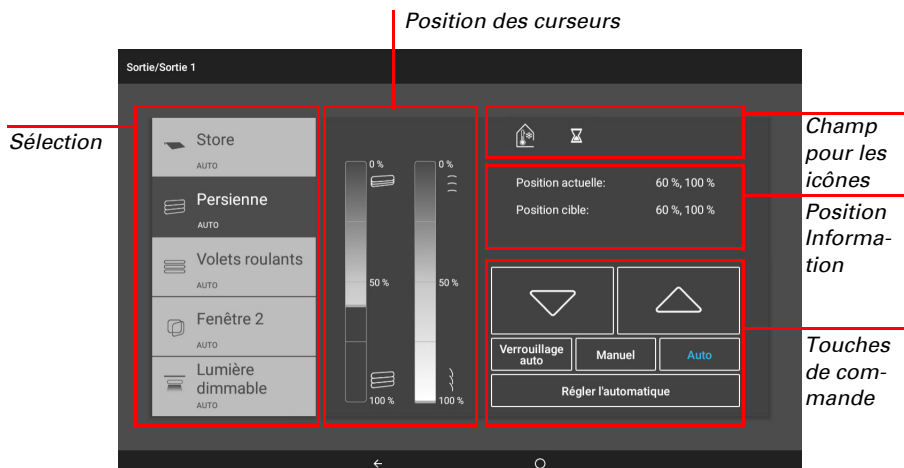 Position des curseurs
Sortie/Sortie 1
Sélection
Store
AUTO
Persienne
AUTO
Volets roulants
AUTO
Fenêtre 2
AUTO
Lumière
dimmable
AUTO
0 %
50 %
100 %
0 %
50 %
100 %
Position actuelle: 60 %, 100 %
Position cible: 60 %, 100 %
Verrouillage
auto
Manuel
Auto
Régler l'automatique
Champ
pour les
icônes
Position
Informa-
tion
Touches
de com-
mande